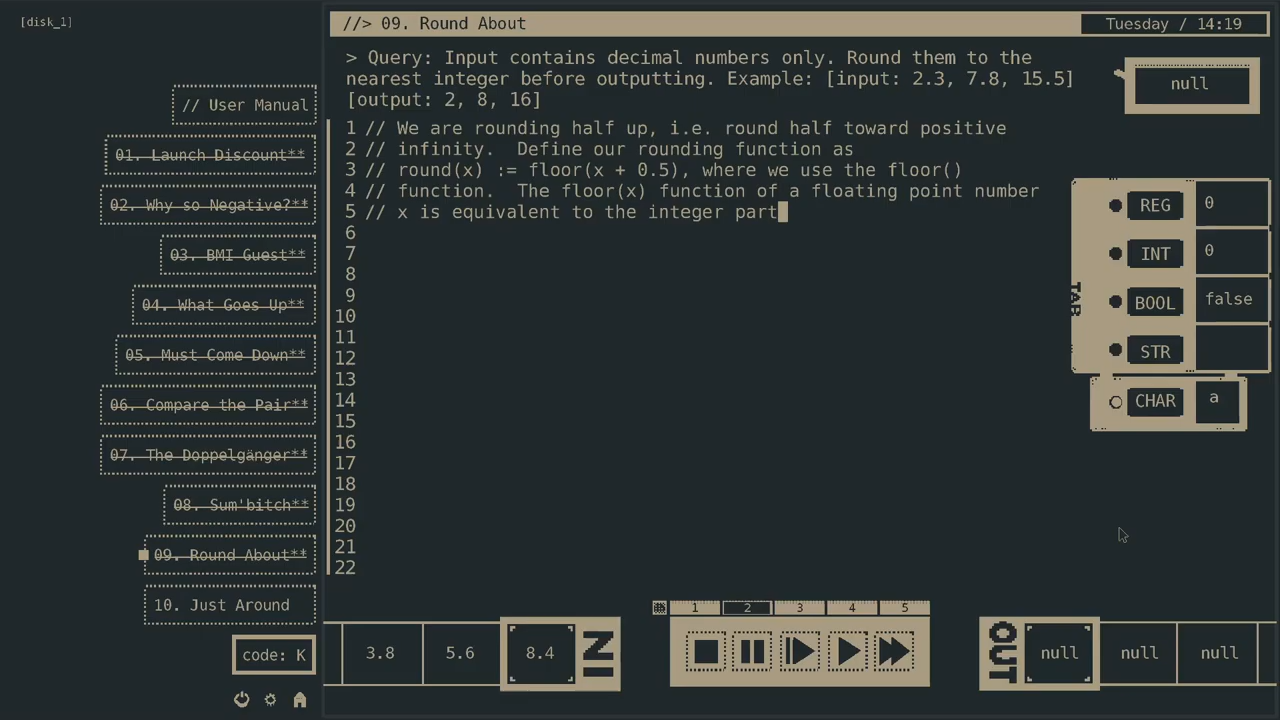 [disk_1]
// User Manual
01. Launch Discount**
02. Why so Negative?**
03. BMI Guest**
04. What Goes Up**
05. Must Come Down**
06. Compare the Pair**
07. The Doppelgänger**
08. Sum'bitch**
09. Round About**
10. Just Around
code: K
//> 09. Round About
Tuesday / 14:19
> Query: Input contains decimal numbers only. Round them to the
nearest integer before outputting. Example: [input: 2.3, 7.8, 15.5]
[output: 2, 8, 16]
1 // We are rounding half up, i.e. round half toward positive
2 // infinity.  Define our rounding function as
3 // round(x) := floor(x + 0.5), where we use the floor()
4 // function.  The floor(x) function of a floating point number
5 // x is equivalent to the integer part
6
7
8
9
10
11
12
13
14
15
16
17
18
19
20
21
22
null
REG 0
INT 0
BOOL false
STR
CHAR a
TAB
3.8 5.6 8.4 IN
1 2 3 4 5
OUT null null null